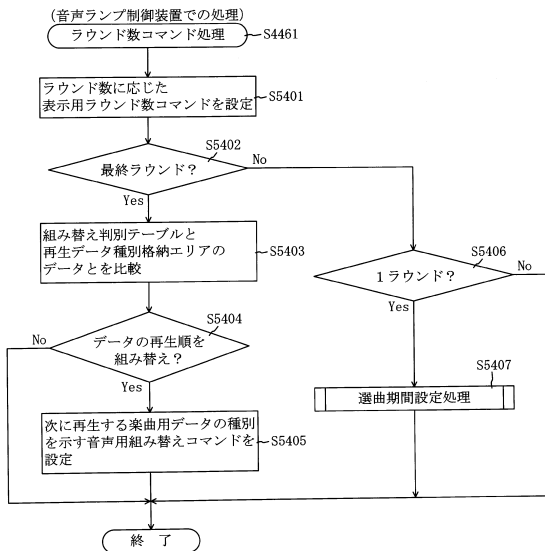 (音声ランプ制御装置での処理)
ラウンド数コマンド処理
S4461
ラウンド数に応じた
表示用ラウンド数コマンドを設定
S5401
S5402
最終ラウンド?
No
Yes
組み替え判別テーブルと
再生データ種別格納エリアの
データとを比較
S5403
S5406
1ラウンド?
No
Yes
S5404
No
データの再生順を
組み替え?
Yes
S5407
選曲期間設定処理
次に再生する楽曲用データの種別
を示す音声用組み替えコマンドを
設定
S5405
終 了